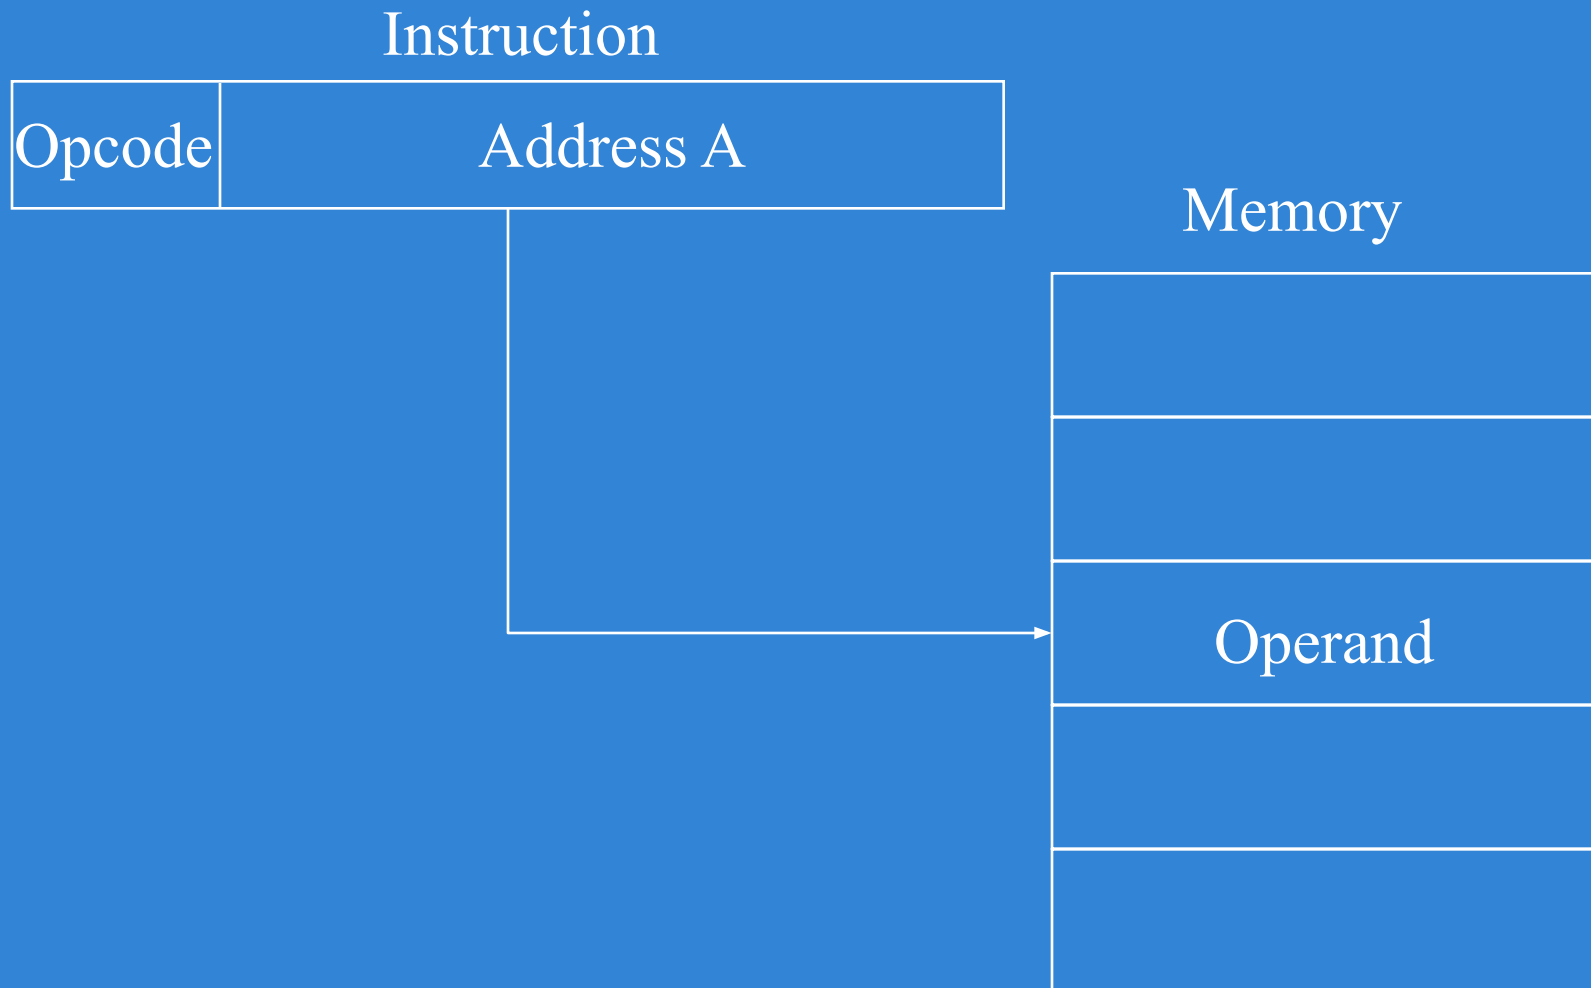 Instruction
Opcode
Address A
Memory
Operand